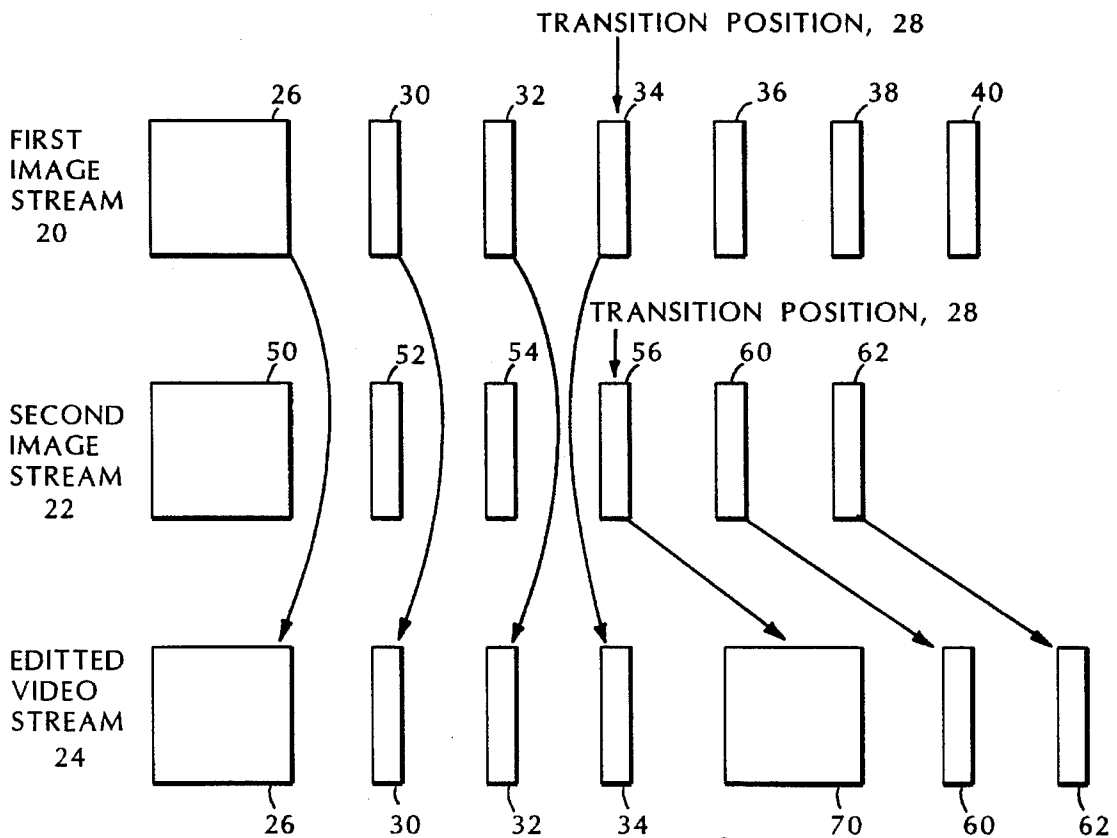 TRANSITION POSITION, 28
26 30 32 34 36 38 40
FIRST
IMAGE
STREAM
20
TRANSITION POSITION, 28
50 52 54 56 60 62
SECOND
IMAGE
STREAM
22
EDITTED
VIDEO
STREAM
24
26 30 32 34 70 60 62